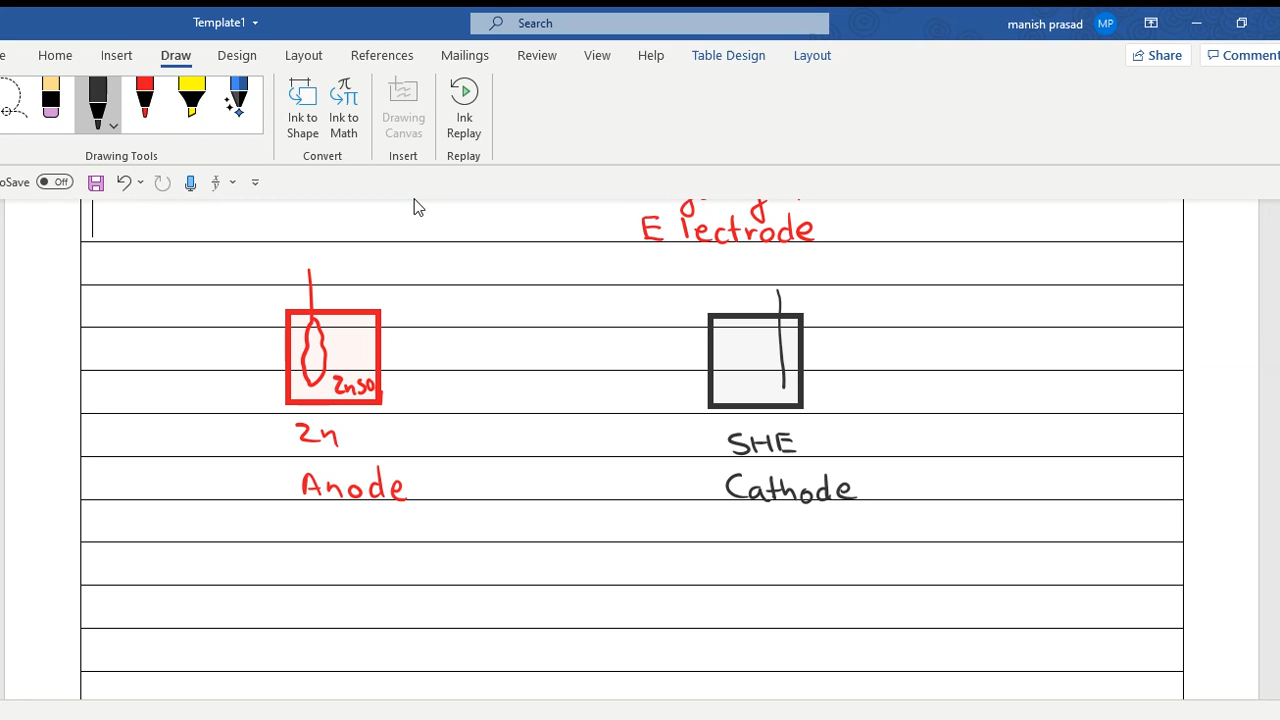 Template1
Search
manish prasad
MP
Home Insert Draw Design Layout References Mailings Review View Help Table Design Layout
Share
Comment
Ink to Shape
Ink to Math
Drawing Canvas
Ink Replay
Drawing Tools
Convert
Insert
Replay
oSave
Off
Electrode
ZnSO
Zn
SHE
Anode
Cathode